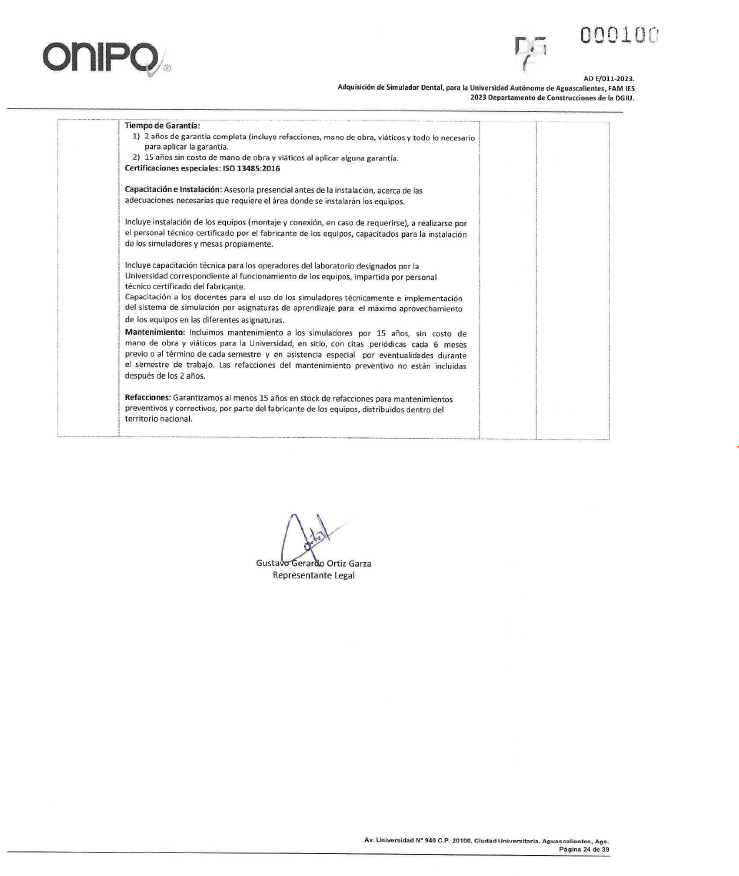 ONIPO®
000100
AD E/011-2023.
Adquisición de Simulador Dental, para la Universidad Autónoma de Aguascalientes, FAM IES
2023 Departamento de Construcciones de la DGIU.
Tiempo de Garantía:
1) 2 años de garantía completa (incluye refacciones, mano de obra, viáticos y todo lo necesario
para aplicar la garantía.
2) 15 años sin costo de mano de obra y viáticos al aplicar alguna garantía.
Certificaciones especiales: ISO 13485:2016
Capacitación e Instalación: Asesoría presencial antes de la instalación, acerca de las
adecuaciones necesarias que requiere el área donde se instalarán los equipos.
Incluye instalación de los equipos (montaje y conexión, en caso de requerirse), a realizarse por
el personal técnico certificado por el fabricante de los equipos, capacitados para la instalación
de los simuladores y mesas propiamente.
Incluye capacitación técnica para los operadores del laboratorio designados por la
Universidad correspondiente al funcionamiento de los equipos, impartida por personal
técnico certificado del fabricante.
Capacitación a los docentes para el uso de los simuladores técnicamente e implementación
del sistema de simulación por asignaturas de aprendizaje para el máximo aprovechamiento
de los equipos en las diferentes asignaturas.
Mantenimiento: Incluimos mantenimiento a los simuladores por 15 años, sin costo de
mano de obra y viáticos para la Universidad, en sitio, con citas periódicas cada 6 meses
previo o al término de cada semestre y en asistencia especial por eventualidades durante
el semestre de trabajo. Las refacciones del mantenimiento preventivo no están incluidas
después de los 2 años.
Refacciones: Garantizamos al menos 15 años en stock de refacciones para mantenimientos
preventivos y correctivos, por parte del fabricante de los equipos, distribuidos dentro del
territorio nacional.
Gustavo Gerardo Ortiz Garza
Representante Legal
Av. Universidad N° 940 C.P. 20100, Ciudad Universitaria, Aguascalientes, Ags.
Página 24 de 39